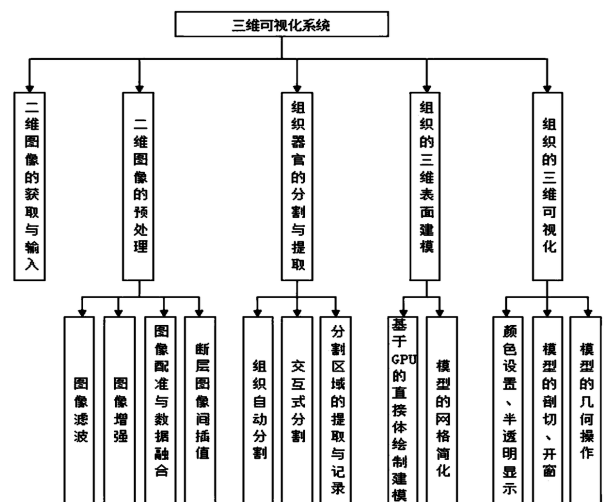 三维可视化系统
二维图像的获取与输入
二维图像的预处理
组织器官的分割与提取
组织的三维表面建模
组织的三维可视化
图像滤波
图像增强
图像配准与数据融合
断层图像间插值
组织自动分割
交互式分割
分割区域的提取与记录
基于GPU的直接体绘制建模
模型的网格简化
颜色设置、半透明显示
模型的剖切、开窗
模型的几何操作